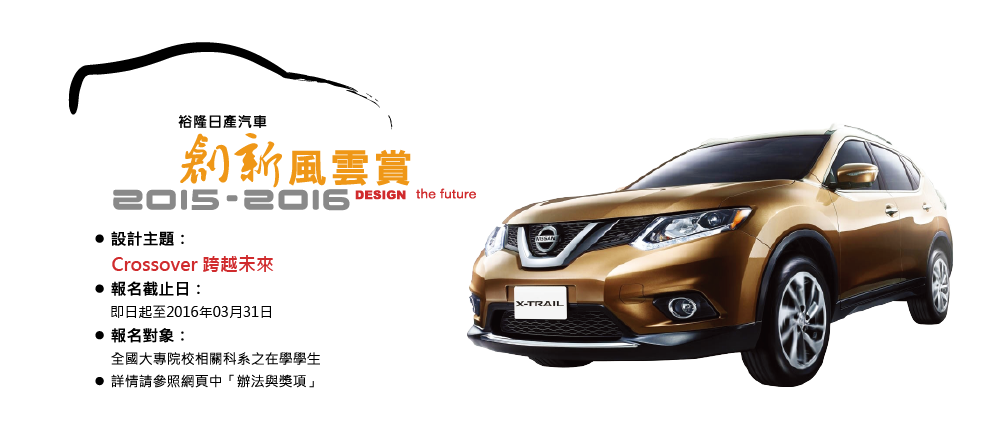 裕隆日產汽車
創新風雲賞
2015-2016 DESIGN the future
● 設計主題：
Crossover 跨越未來
● 報名截止日：
即日起至2016年03月31日
● 報名對象：
全國大專院校相關科系之在學學生
● 詳情請參照網頁中「辦法與獎項」
NISSAN
X-TRAIL